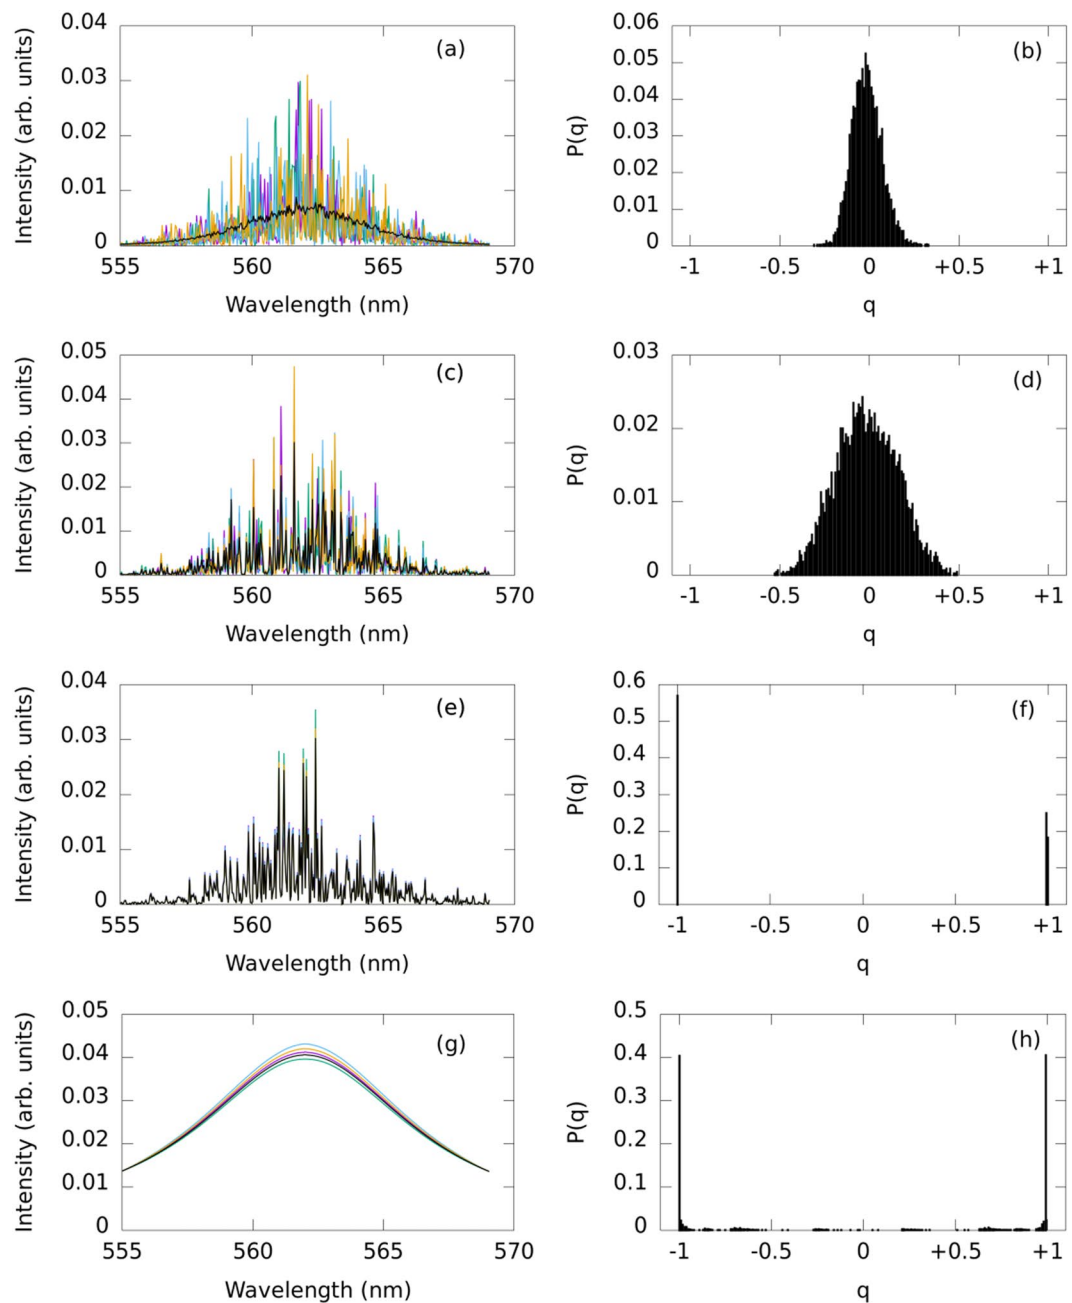 (a)
Intensity (arb. units)
0.04
0.03
0.02
0.01
0
555 560 565 570
Wavelength (nm)
(b)
P(q)
0.06
0.05
0.04
0.03
0.02
0.01
0
-1 -0.5 0 +0.5 +1
q
(c)
Intensity (arb. units)
0.05
0.04
0.03
0.02
0.01
0
555 560 565 570
Wavelength (nm)
(d)
P(q)
0.03
0.02
0.01
0
-1 -0.5 0 +0.5 +1
q
(e)
Intensity (arb. units)
0.04
0.03
0.02
0.01
0
555 560 565 570
Wavelength (nm)
(f)
P(q)
0.6
0.5
0.4
0.3
0.2
0.1
0
-1 -0.5 0 +0.5 +1
q
(g)
Intensity (arb. units)
0.05
0.04
0.03
0.02
0.01
0
555 560 565 570
Wavelength (nm)
(h)
P(q)
0.5
0.4
0.3
0.2
0.1
0
-1 -0.5 0 +0.5 +1
q